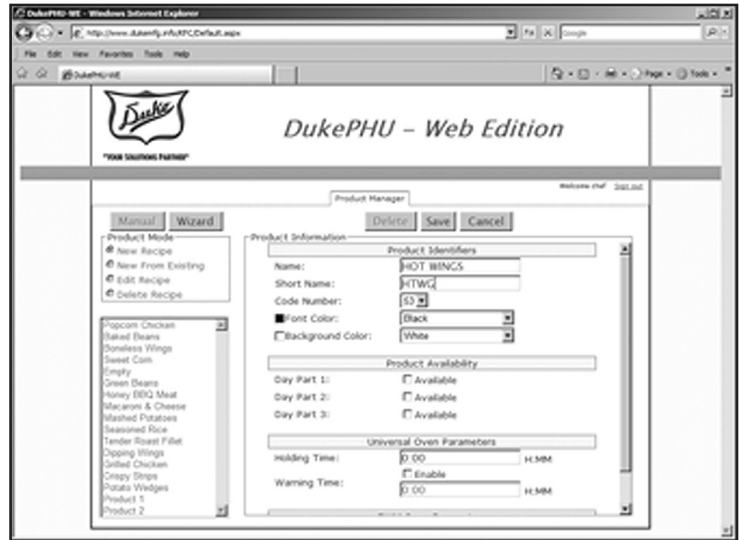 DukePHU-WE - Windows Internet Explorer
http://www.dukemfg.info/KFC/Default.aspx
Google
File Edit View Favorites Tools Help
DukePHU-WE
Page Tools
Duke
"YOUR SOLUTIONS PARTNER"
DukePHU – Web Edition
Welcome chef Sign out
Product Manager
Manual Wizard Delete Save Cancel
Product Mode
New Recipe
New From Existing
Edit Recipe
Delete Recipe
Popcorn Chicken
Baked Beans
Boneless Wings
Sweet Corn
Empty
Green Beans
Honey BBQ Meat
Macaroni & Cheese
Mashed Potatoes
Seasoned Rice
Tender Roast Fillet
Dipping Wings
Grilled Chicken
Crispy Strips
Potato Wedges
Product 1
Product 2
Product Information
Product Identifiers
Name: HOT WINGS
Short Name: HTWG
Code Number: 53
Font Color: Black
Background Color: White
Product Availability
Day Part 1: Available
Day Part 2: Available
Day Part 3: Available
Universal Oven Parameters
Holding Time: 0:00 H:MM
Enable
Warning Time: 0:00 H:MM